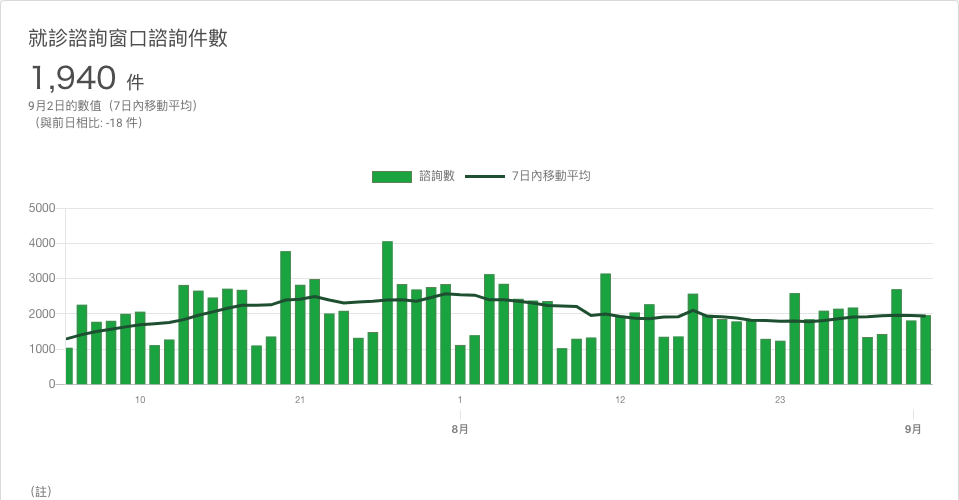 就診諮詢窗口諮詢件數
1,940 件
9月2日的數值（7日內移動平均）
（與前日相比: -18 件）
諮詢數 7日內移動平均
5000
4000
3000
2000
1000
0
10 21 1 12 23
8月 9月
（註）